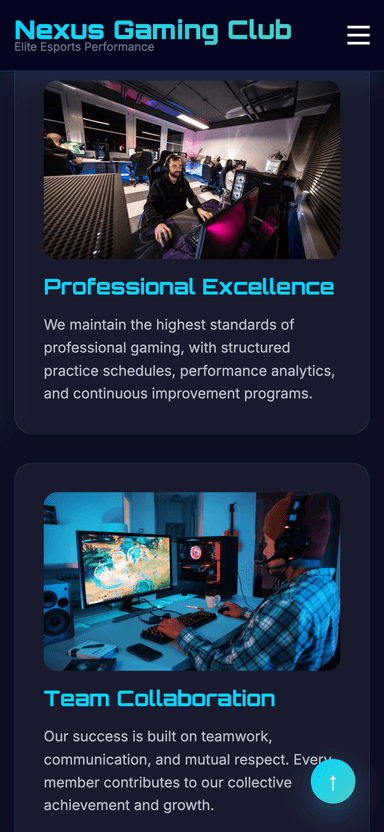 Nexus Gaming Club
Elite Esports Performance
Professional Excellence
We maintain the highest standards of
professional gaming, with structured
practice schedules, performance analytics,
and continuous improvement programs.
Team Collaboration
Our success is built on teamwork,
communication, and mutual respect. Every
member contributes to our collective
achievement and growth.
↑